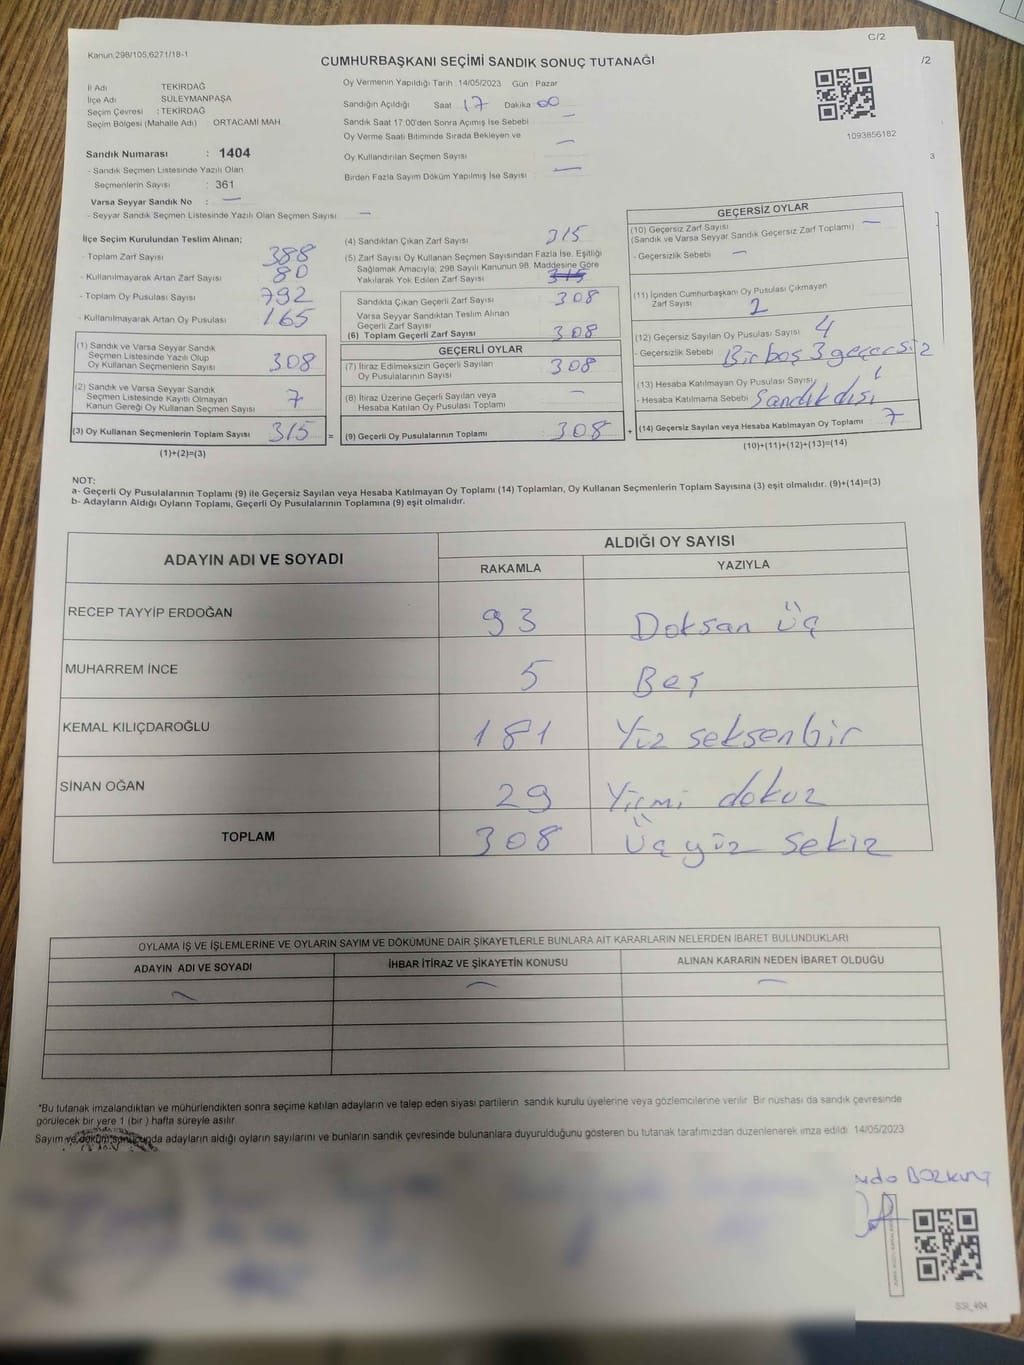 Kanun,298/105,6271/18-1
C/2
/2
CUMHURBAŞKANI SEÇİMİ SANDIK SONUÇ TUTANAĞI
İl Adı TEKİRDAĞ
İlçe Adı SÜLEYMANPAŞA
Seçim Çevresi : TEKİRDAĞ
Seçim Bölgesi (Mahalle Adı) ORTACAMİ MAH
Sandık Numarası : 1404
- Sandık Seçmen Listesinde Yazılı Olan
Seçmenlerin Sayısı : 361
Varsa Seyyar Sandık No : —
- Seyyar Sandık Seçmen Listesinde Yazılı Olan Seçmen Sayısı —
Oy Vermenin Yapıldığı Tarih : 14/05/2023 Gün : Pazar
Sandığın Açıldığı Saat 17 Dakika 00
Sandık Saat 17:00'den Sonra Açımış İse Sebebi —
Oy Verme Saati Bitiminde Sırada Bekleyen ve —
Oy Kullandırılan Seçmen Sayısı
Birden Fazla Sayım Döküm Yapılmış İse Sayısı —
1093856182
3
İlçe Seçim Kurulundan Teslim Alınan;
- Toplam Zarf Sayısı 388
- Kullanılmayarak Artan Zarf Sayısı 80
- Toplam Oy Pusulası Sayısı 792
- Kullanılmayarak Artan Oy Pusulası 165
(1) Sandık ve Varsa Seyyar Sandık
Seçmen Listesinde Yazılı Olup
Oy Kullanan Seçmenlerin Sayısı 308
(2) Sandık ve Varsa Seyyar Sandık
Seçmen Listesinde Kayıtlı Olmayan
Kanun Gereği Oy Kullanan Seçmen Sayısı 7
(3) Oy Kullanan Seçmenlerin Toplam Sayısı 315 =
(1)+(2)=(3)
(4) Sandıktan Çıkan Zarf Sayısı 315
(5) Zarf Sayısı Oy Kullanan Seçmen Sayısından Fazla İse, Eşitliği
Sağlamak Amacıyla; 298 Sayılı Kanunun 98. Maddesine Göre
Yakılarak Yok Edilen Zarf Sayısı 315
Sandıkta Çıkan Geçerli Zarf Sayısı 308
Varsa Seyyar Sandıktan Teslim Alınan
Geçerli Zarf Sayısı
(6) Toplam Geçerli Zarf Sayısı 308
GEÇERLİ OYLAR
(7) İtiraz Edilmeksizin Geçerli Sayılan
Oy Pusulalarının Sayısı 308
(8) İtiraz Üzerine Geçerli Sayılan veya
Hesaba Katılan Oy Pusulası Toplamı —
(9) Geçerli Oy Pusulalarının Toplamı 308 +
GEÇERSİZ OYLAR
(10) Geçersiz Zarf Sayısı —
(Sandık ve Varsa Seyyar Sandık Geçersiz Zarf Toplamı)
- Geçersizlik Sebebi —
(11) İçinden Cumhurbaşkanı Oy Pusulası Çıkmayan
Zarf Sayısı 2
(12) Geçersiz Sayılan Oy Pusulası Sayısı 4
- Geçersizlik Sebebi Bir boş 3 geçersiz
(13) Hesaba Katılmayan Oy Pusulası Sayısı 1
- Hesaba Katılmama Sebebi Sandık dışı
(14) Geçersiz Sayılan veya Hesaba Katılmayan Oy Toplamı 7
(10)+(11)+(12)+(13)=(14)
NOT:
a- Geçerli Oy Pusulalarının Toplamı (9) ile Geçersiz Sayılan veya Hesaba Katılmayan Oy Toplamı (14) Toplamları, Oy Kullanan Seçmenlerin Toplam Sayısına (3) eşit olmalıdır. (9)+(14)=(3)
b- Adayların Aldığı Oyların Toplamı, Geçerli Oy Pusulalarının Toplamına (9) eşit olmalıdır.
ADAYIN ADI VE SOYADI
ALDIĞI OY SAYISI
RAKAMLA YAZIYLA
RECEP TAYYİP ERDOĞAN 93 Doksan üç
MUHARREM İNCE 5 Beş
KEMAL KILIÇDAROĞLU 181 Yüz seksenbir
SİNAN OĞAN 29 Yirmi dokuz
TOPLAM 308 Üçyüz sekiz
OYLAMA İŞ VE İŞLEMLERİNE VE OYLARIN SAYIM VE DÖKÜMÜNE DAİR ŞİKAYETLERLE BUNLARA AİT KARARLARIN NELERDEN İBARET BULUNDUKLARI
ADAYIN ADI VE SOYADI İHBAR İTİRAZ VE ŞİKAYETİN KONUSU ALINAN KARARIN NEDEN İBARET OLDUĞU
— — —
*Bu tutanak imzalandıktan ve mühürlendikten sonra seçime katılan adayların ve talep eden siyasi partilerin sandık kurulu üyelerine veya gözlemcilerine verilir. Bir nüshası da sandık çevresinde
görülecek bir yere 1 (bir ) hafta süreyle asılır.
Sayım ve döküm sonucunda adayların aldığı oyların sayılarını ve bunların sandık çevresinde bulunanlara duyurulduğunu gösteren bu tutanak tarafımızdan düzenlenerek imza edildi. 14/05/2023
Bozkurt